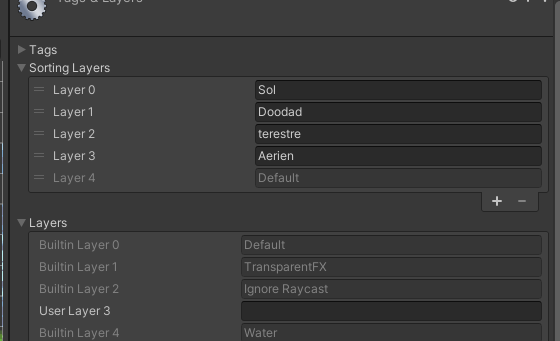 Tags & Layers
Tags
Sorting Layers
Layer 0 Sol
Layer 1 Doodad
Layer 2 terestre
Layer 3 Aerien
Layer 4 Default
+ −
Layers
Builtin Layer 0 Default
Builtin Layer 1 TransparentFX
Builtin Layer 2 Ignore Raycast
User Layer 3
Builtin Layer 4 Water